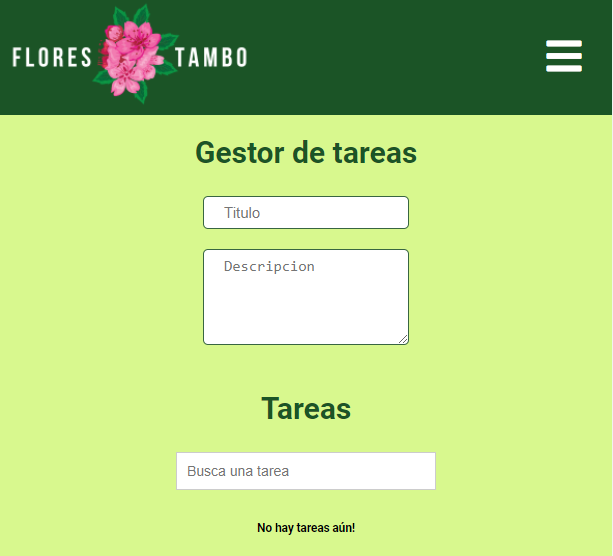 FLORES TAMBO
Gestor de tareas
Titulo
Descripcion
Tareas
Busca una tarea
No hay tareas aún!